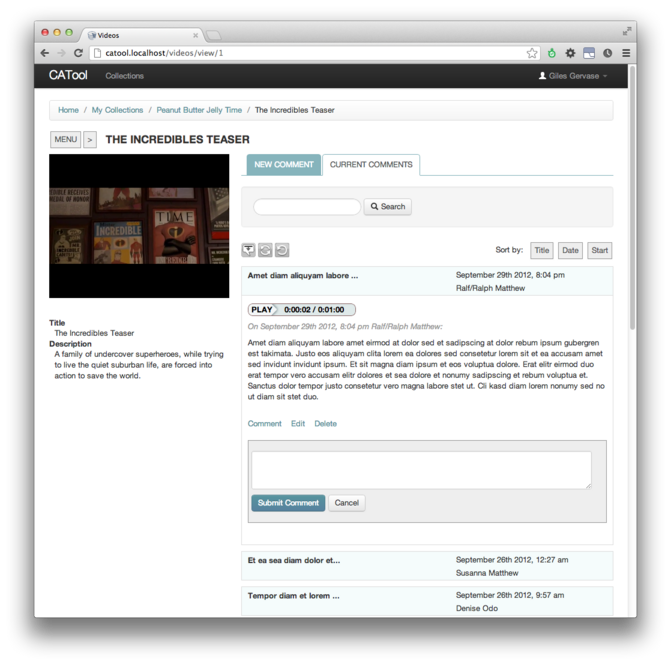 Videos
catool.localhost/videos/view/1
CATool Collections Giles Gervase
Home / My Collections / Peanut Butter Jelly Time / The Incredibles Teaser
MENU > THE INCREDIBLES TEASER
NEW COMMENT CURRENT COMMENTS
Search
Sort by: Title Date Start
INCREDIBLE
TIME
Amet diam aliquyam labore ... September 29th 2012, 8:04 pm
Ralf/Ralph Matthew
PLAY 0:00:02 / 0:01:00
On September 29th 2012, 8:04 pm Ralf/Ralph Matthew:
Amet diam aliquyam labore amet eirmod at dolor sed et sadipscing at dolor rebum ipsum gubergren
est takimata. Justo eos aliquyam clita lorem ea dolores sed consetetur lorem sit et ea accusam amet
sed invidunt invidunt ipsum. Et sit magna diam ipsum et eos voluptua dolore. Erat elitr eirmod duo
erat tempor vero accusam elitr dolores et sea dolore et nonumy sadipscing et rebum voluptua et.
Sanctus dolor tempor justo consetetur vero magna labore stet ut. Cli kasd diam lorem nonumy sed no
ut diam sit stet duo.
Comment Edit Delete
Submit Comment Cancel
Title
The Incredibles Teaser
Description
A family of undercover superheroes, while trying
to live the quiet suburban life, are forced into
action to save the world.
Et ea sea diam dolor et... September 26th 2012, 12:27 am
Susanna Matthew
Tempor diam et lorem ... September 26th 2012, 9:57 am
Denise Odo